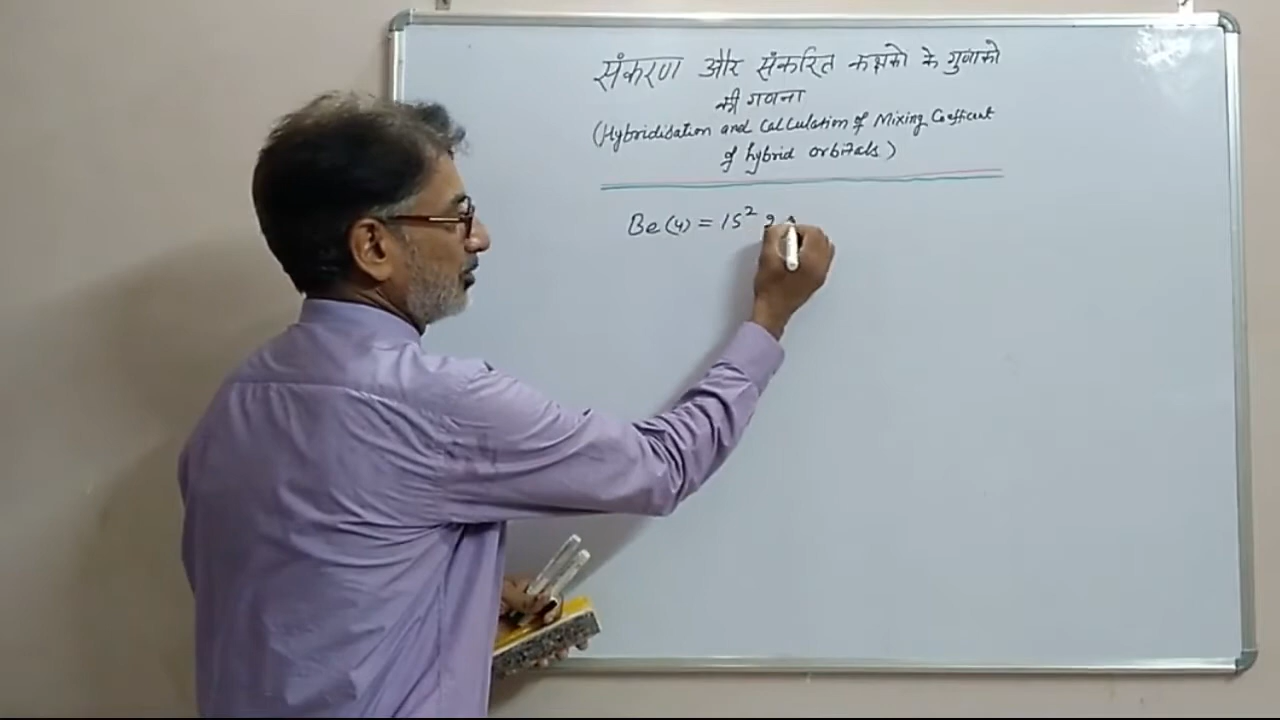 संकरण और संकरित कक्षको के गुणाको
की गणना
(Hybridisation and Calculation of Mixing Coefficent
of hybrid orbitals)
Be(4) = 1S² 2